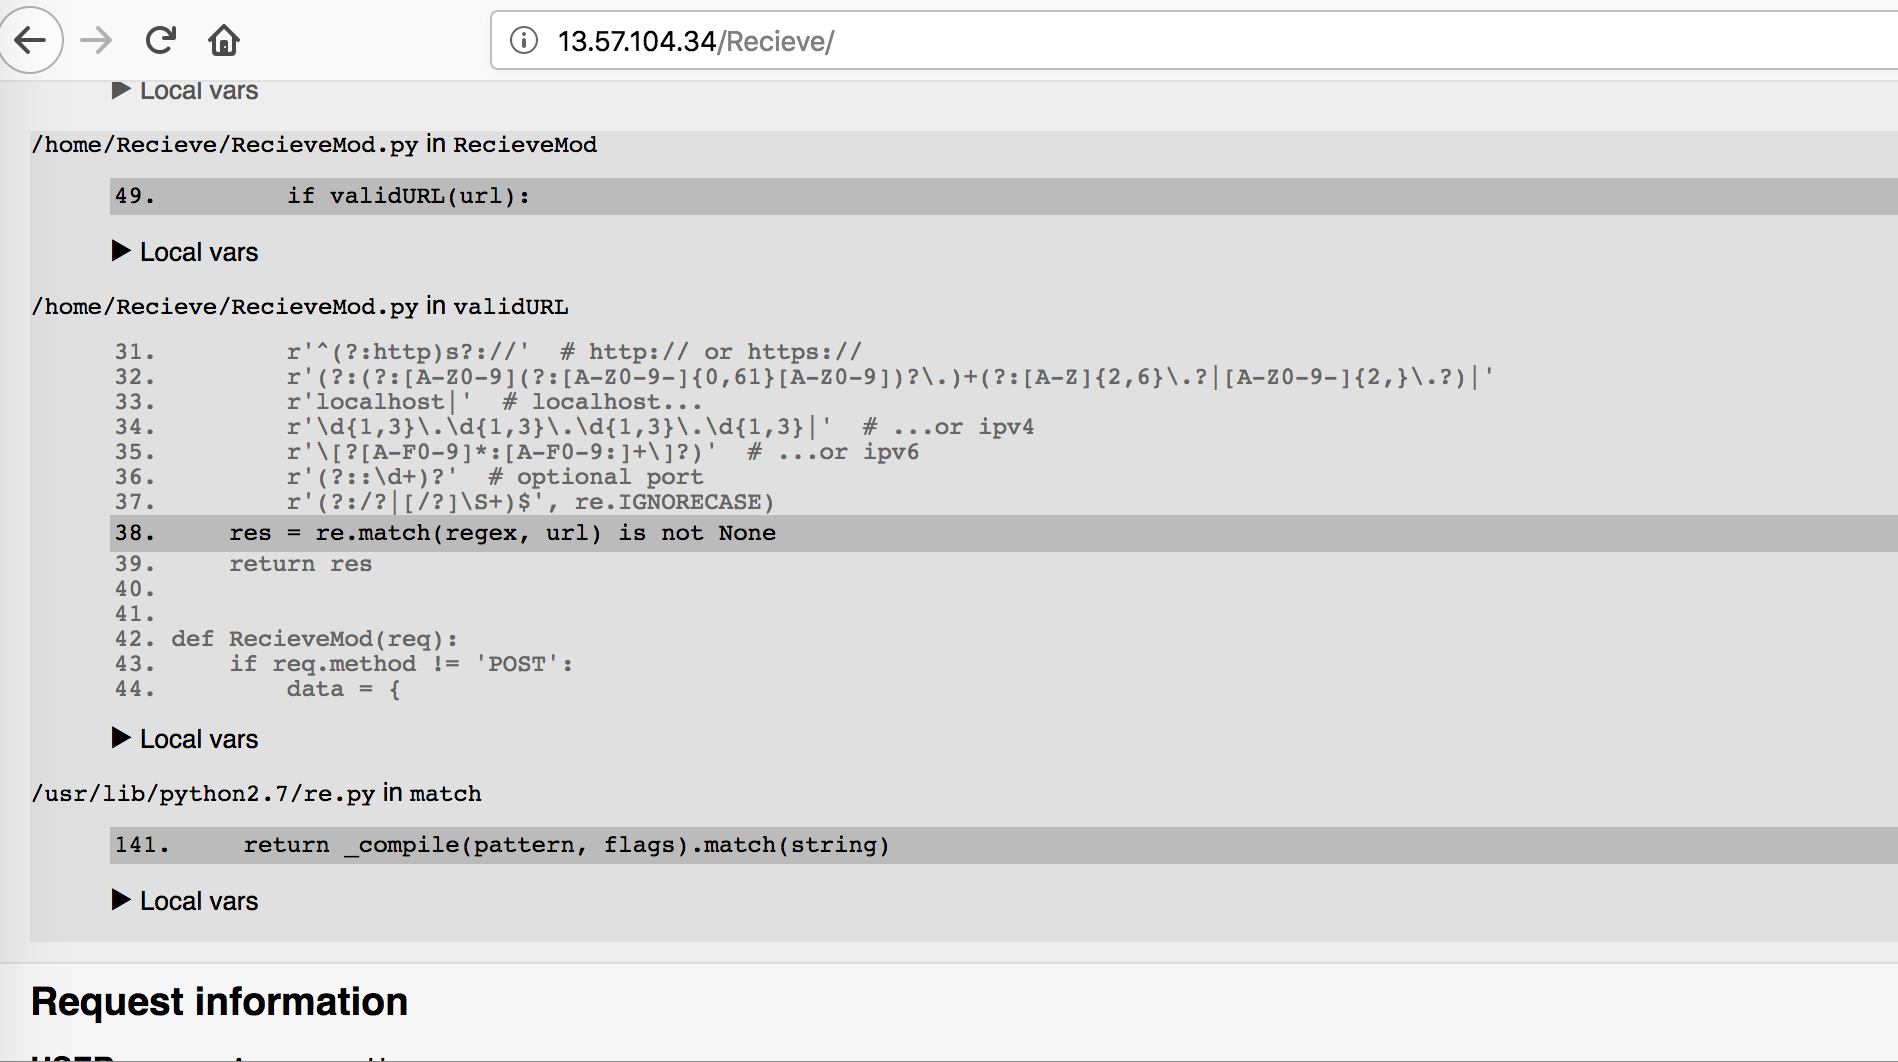 13.57.104.34/Recieve/
▶ Local vars
/home/Recieve/RecieveMod.py in RecieveMod
49.         if validURL(url):
▶ Local vars
/home/Recieve/RecieveMod.py in validURL
31.         r'^(?:http)s?://'  # http:// or https://
32.         r'(?:(?:[A-Z0-9](?:[A-Z0-9-]{0,61}[A-Z0-9])?\.)+(?:[A-Z]{2,6}\.?|[A-Z0-9-]{2,}\.?)|'
33.         r'localhost|'  # localhost...
34.         r'\d{1,3}\.\d{1,3}\.\d{1,3}\.\d{1,3}|'  # ...or ipv4
35.         r'\[?[A-F0-9]*:[A-F0-9:]+\]?)'  # ...or ipv6
36.         r'(?::\d+)?'  # optional port
37.         r'(?:/?|[/?]\S+)$', re.IGNORECASE)
38.     res = re.match(regex, url) is not None
39.     return res
40.
41.
42. def RecieveMod(req):
43.     if req.method != 'POST':
44.         data = {
▶ Local vars
/usr/lib/python2.7/re.py in match
141.     return _compile(pattern, flags).match(string)
▶ Local vars
Request information